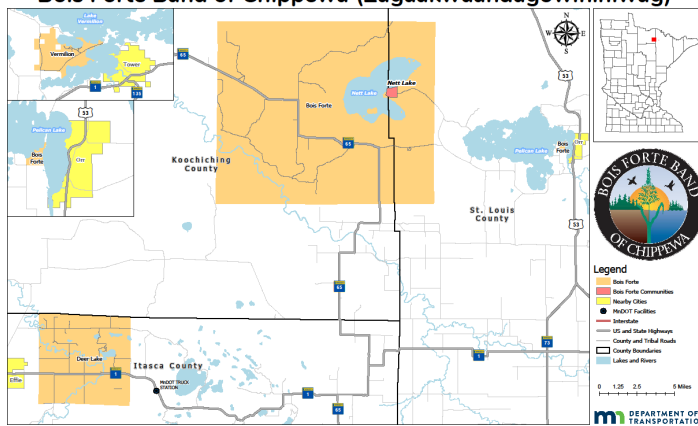 Bois Forte Band of Chippewa (Zagaakwaandagowininiwag)
Lake
Vermilion
Vermilion
Tower
1
135
65
53
Pelican Lake
Bois
Forte
Orr
Nett Lake
Nett Lake
Bois Forte
65
Koochiching
County
N
W
E
S
53
Pelican Lake
Bois
Forte
Orr
St. Louis
County
53
65
73
1
Deer Lake
Effie
1
Itasca County
MnDOT TRUCK
STATION
1
65
BOIS FORTE BAND
OF CHIPPEWA
Legend
Bois Forte
Bois Forte Communities
Nearby Cities
MnDOT Facilities
Interstate
US and State Highways
County and Tribal Roads
County Boundaries
Lakes and Rivers
0 1.25 2.5 5 Miles
DEPARTMENT OF
TRANSPORTATION